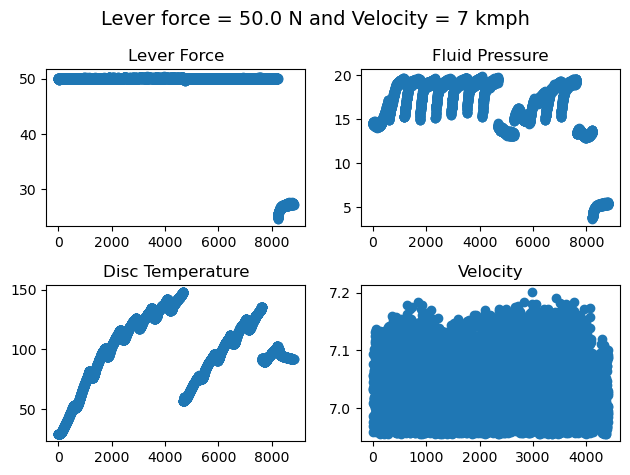 Lever force = 50.0 N and Velocity = 7 kmph
Lever Force
Fluid Pressure
50
40
30
0 2000 4000 6000 8000
20
15
10
5
0 2000 4000 6000 8000
Disc Temperature
Velocity
150
100
50
0 2000 4000 6000 8000
7.2
7.1
7.0
0 1000 2000 3000 4000